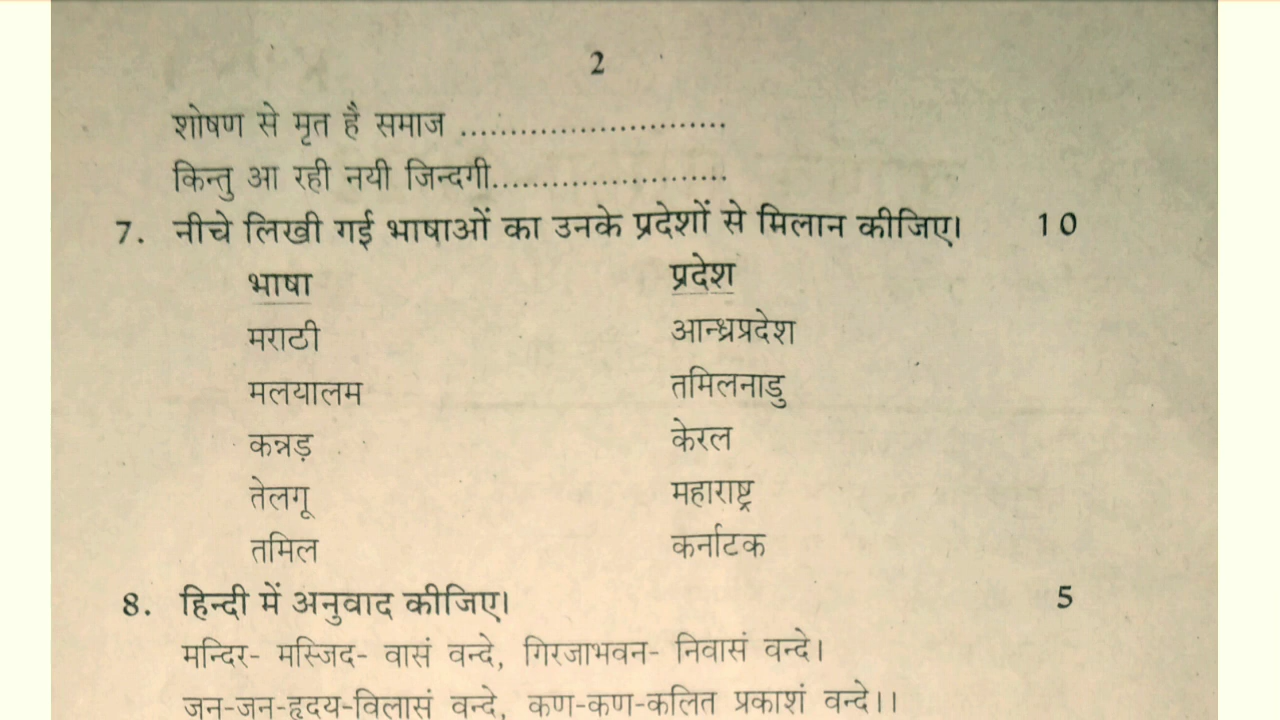 2
शोषण से मृत है समाज ...........................
किन्तु आ रही नयी जिन्दगी........................
7. नीचे लिखी गई भाषाओं का उनके प्रदेशों से मिलान कीजिए। 10
भाषा प्रदेश
मराठी आन्ध्रप्रदेश
मलयालम तमिलनाडु
कन्नड़ केरल
तेलगू महाराष्ट्र
तमिल कर्नाटक
8. हिन्दी में अनुवाद कीजिए। 5
मन्दिर- मस्जिद- वासं वन्दे, गिरजाभवन- निवासं वन्दे।
जन-जन-हृदय-विलासं वन्दे, कण-कण-कलित प्रकाशं वन्दे।।